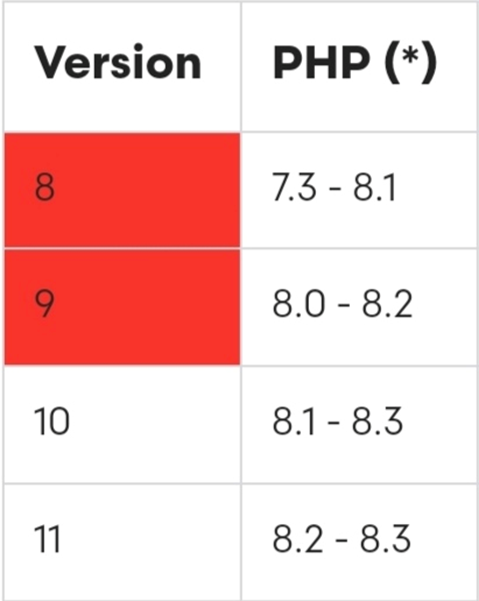 Version PHP (*)
8 7.3 - 8.1
9 8.0 - 8.2
10 8.1 - 8.3
11 8.2 - 8.3